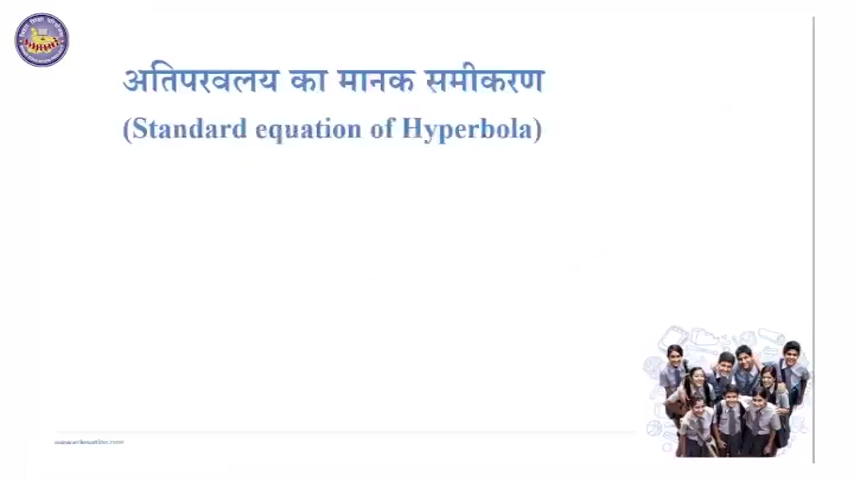 अतिपरवलय का मानक समीकरण
(Standard equation of Hyperbola)